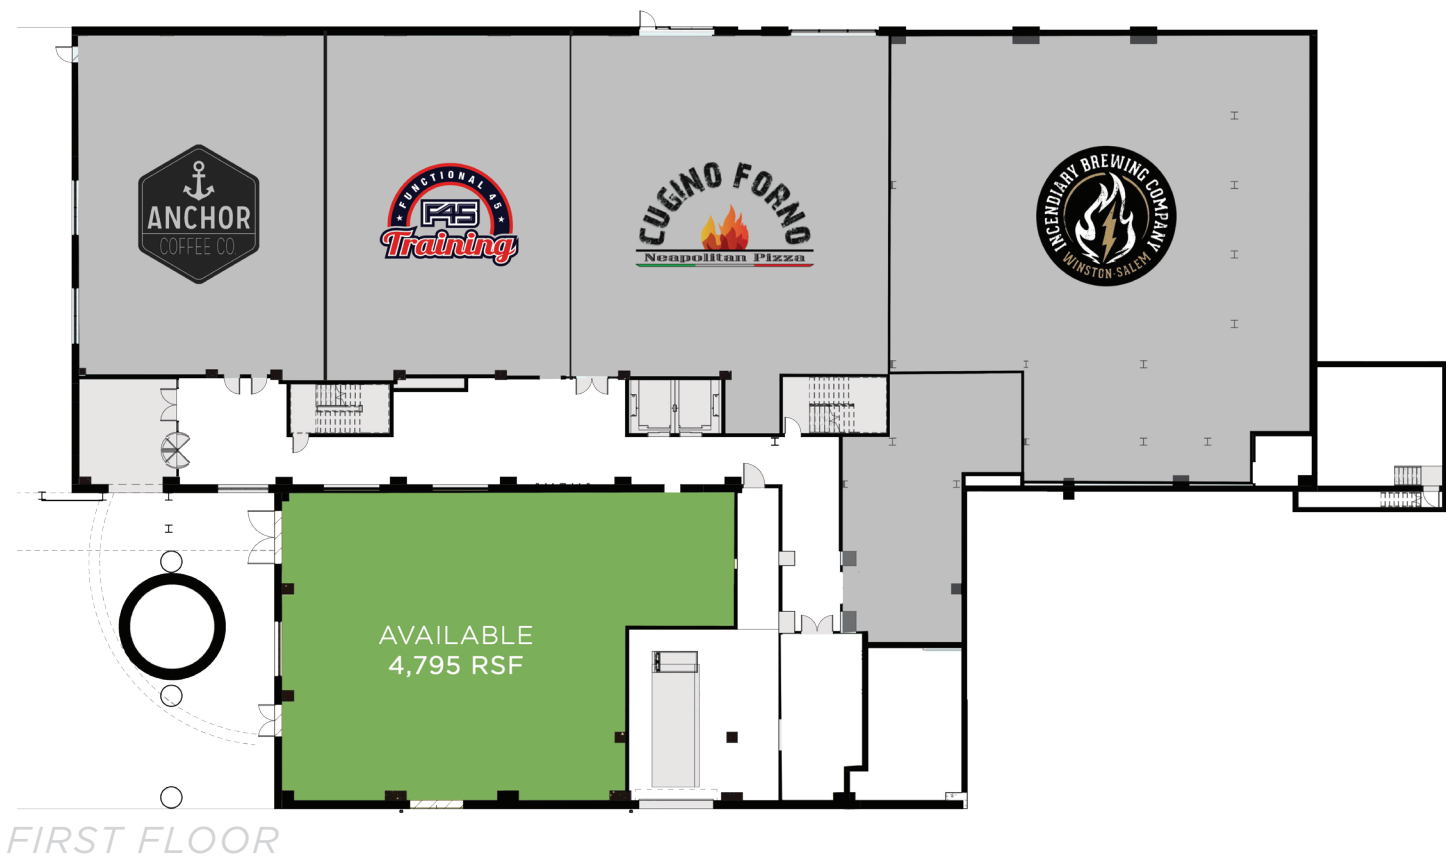 ANCHOR
COFFEE CO.
★ FUNCTIONAL 45 ★
F45
Training
CUGINO FORNO
Neapolitan Pizza
INCENDIARY BREWING COMPANY
WINSTON-SALEM
AVAILABLE
4,795 RSF
FIRST FLOOR